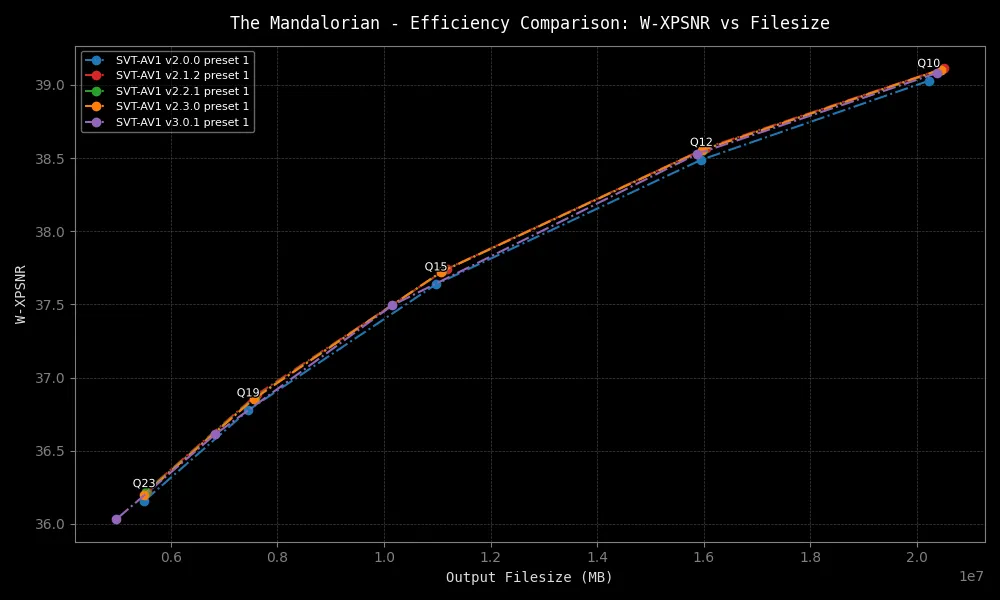 The Mandalorian - Efficiency Comparison: W-XPSNR vs Filesize
SVT-AV1 v2.0.0 preset 1
SVT-AV1 v2.1.2 preset 1
SVT-AV1 v2.2.1 preset 1
SVT-AV1 v2.3.0 preset 1
SVT-AV1 v3.0.1 preset 1
Q10
Q12
Q15
Q19
Q23
W-XPSNR
39.0
38.5
38.0
37.5
37.0
36.5
36.0
0.6 0.8 1.0 1.2 1.4 1.6 1.8 2.0
1e7
Output Filesize (MB)